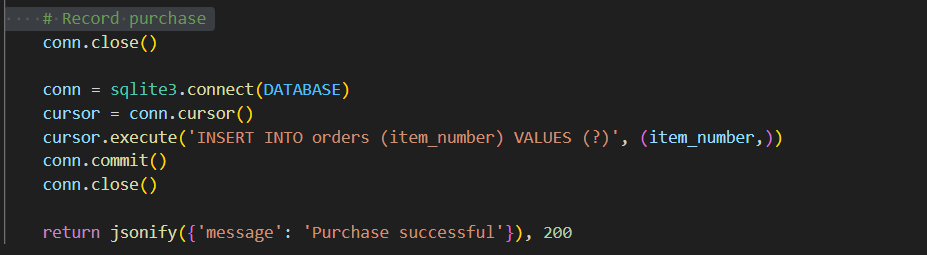 # Record purchase
conn.close()
conn = sqlite3.connect(DATABASE)
cursor = conn.cursor()
cursor.execute('INSERT INTO orders (item_number) VALUES (?)', (item_number,))
conn.commit()
conn.close()
return jsonify({'message': 'Purchase successful'}), 200